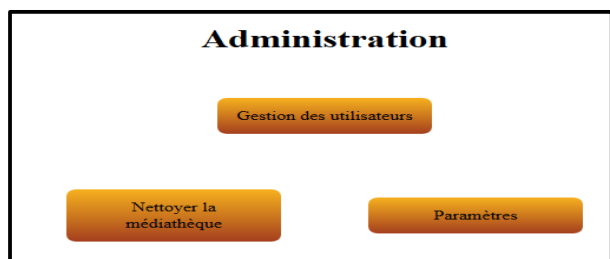 Administration
Gestion des utilisateurs
Nettoyer la
médiathèque
Paramètres